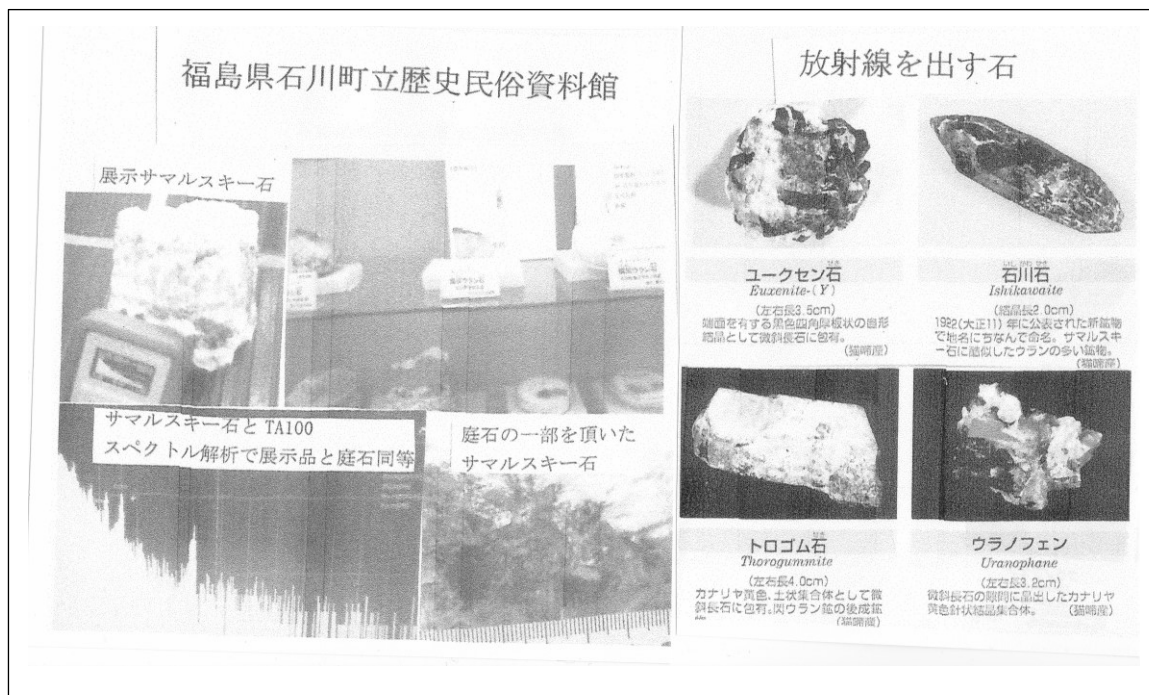 福島県石川町立歴史民俗資料館
展示サマルスキー石
サマルスキー石とTA100
スペクトル解析で展示品と庭石同等
庭石の一部を頂いた
サマルスキー石
放射線を出す石
ユークセン石
Euxenite-(Y)
(左右長3.5cm)
端面を有する黒色四角厚板状の自形
結晶として微斜長石に包有。
(猫啼産)
石川石
Ishikawaite
(結晶長2.0cm)
1922(大正11)年に公表された新鉱物
で地名にちなんで命名。サマルスキ
ー石に酷似したウランの多い鉱物。
(猫啼産)
トロゴム石
Thorogummite
(左右長4.0cm)
カナリヤ黄色、土状集合体として微
斜長石に包有。閃ウラン鉱の後成鉱
(猫啼産)
ウラノフェン
Uranophane
(左右長3.2cm)
微斜長石の隙間に晶出したカナリヤ
黄色針状結晶集合体。(猫啼産)